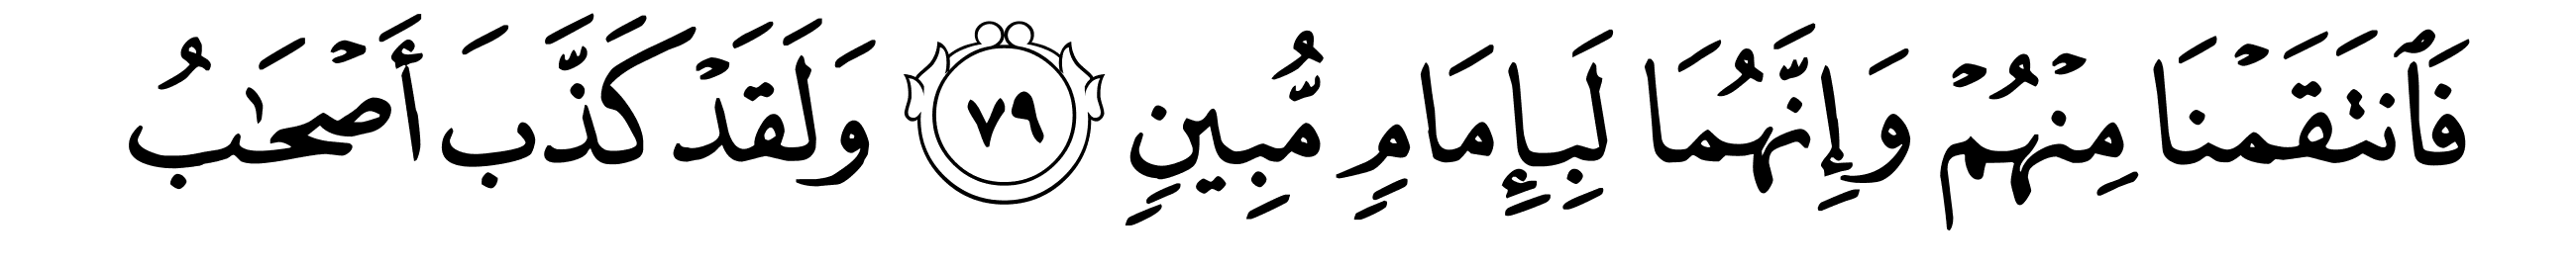 فَٱنتَقَمْنَا مِنْهُمْ وَإِنَّهُمَا لَبِإِمَامٍ مُّبِينٍ ٧٩ وَلَقَدْ كَذَّبَ أَصْحَٰبُ